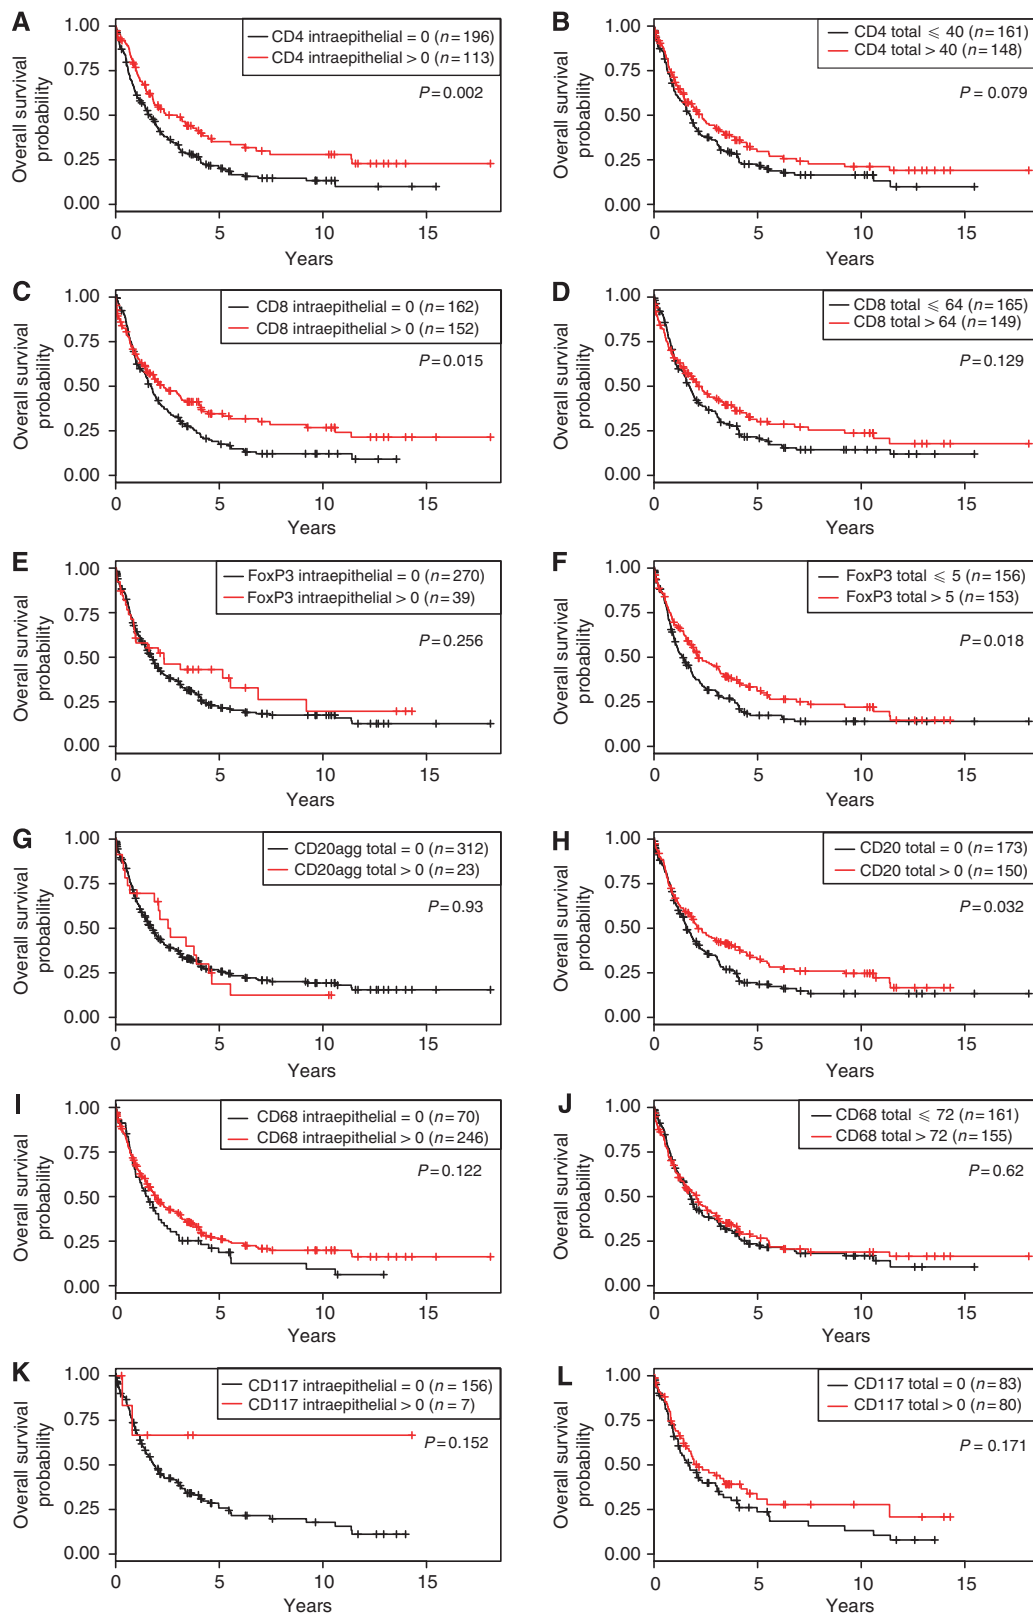 A
Overall survival
probability
1.00
0.75
0.50
0.25
0.00
CD4 intraepithelial = 0 (n=196)
CD4 intraepithelial > 0 (n=113)
P=0.002
0 5 10 15
Years
B
Overall survival
probability
1.00
0.75
0.50
0.25
0.00
CD4 total ⩽ 40 (n=161)
CD4 total > 40 (n=148)
P=0.079
0 5 10 15
Years
C
Overall survival
probability
1.00
0.75
0.50
0.25
0.00
CD8 intraepithelial = 0 (n=162)
CD8 intraepithelial >0 (n=152)
P=0.015
0 5 10 15
Years
D
Overall survival
probability
1.00
0.75
0.50
0.25
0.00
CD8 total ⩽ 64 (n=165)
CD8 total > 64 (n=149)
P=0.129
0 5 10 15
Years
E
Overall survival
probability
1.00
0.75
0.50
0.25
0.00
FoxP3 intraepithelial = 0 (n=270)
FoxP3 intraepithelial > 0 (n=39)
P=0.256
0 5 10 15
Years
F
Overall survival
probability
1.00
0.75
0.50
0.25
0.00
FoxP3 total ⩽ 5 (n=156)
FoxP3 total > 5 (n=153)
P=0.018
0 5 10 15
Years
G
Overall survival
probability
1.00
0.75
0.50
0.25
0.00
CD20agg total = 0 (n=312)
CD20agg total > 0 (n=23)
P=0.93
0 5 10 15
Years
H
Overall survival
probability
1.00
0.75
0.50
0.25
0.00
CD20 total = 0 (n=173)
CD20 total > 0 (n=150)
P=0.032
0 5 10 15
Years
I
Overall survival
probability
1.00
0.75
0.50
0.25
0.00
CD68 intraepithelial = 0 (n=70)
CD68 intraepithelial >0 (n=246)
P=0.122
0 5 10 15
Years
J
Overall survival
probability
1.00
0.75
0.50
0.25
0.00
CD68 total ⩽ 72 (n=161)
CD68 total > 72 (n=155)
P=0.62
0 5 10 15
Years
K
Overall survival
probability
1.00
0.75
0.50
0.25
0.00
CD117 intraepithelial = 0 (n=156)
CD117 intraepithelial > 0 (n=7)
P=0.152
0 5 10 15
Years
L
Overall survival
probability
1.00
0.75
0.50
0.25
0.00
CD117 total = 0 (n=83)
CD117 total > 0 (n=80)
P=0.171
0 5 10 15
Years